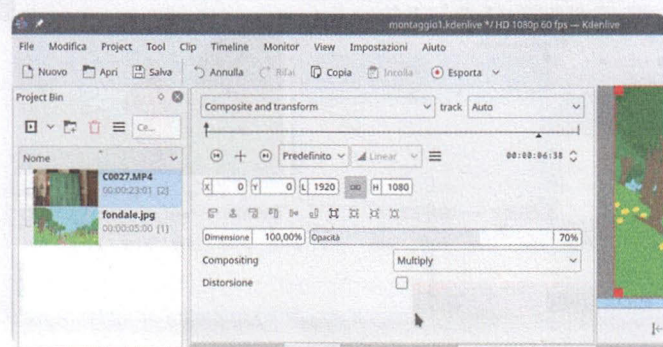 montaggio1.kdenlive */ HD 1080p 60 fps — Kdenlive
File Modifica Project Tool Clip Timeline Monitor View Impostazioni Aiuto
Nuovo Apri Salva Annulla Rifai Copia Incolla Esporta
Project Bin
Composite and transform track Auto
Ce...
Predefinito Linear 00:00:06:38
Nome
C0027.MP4
00:00:23:01 [2]
X 0 Y 0 L 1920 H 1080
fondale.jpg
00:00:05:00 [1]
Dimensione 100,00% Opacità 70%
Compositing Multiply
Distorsione